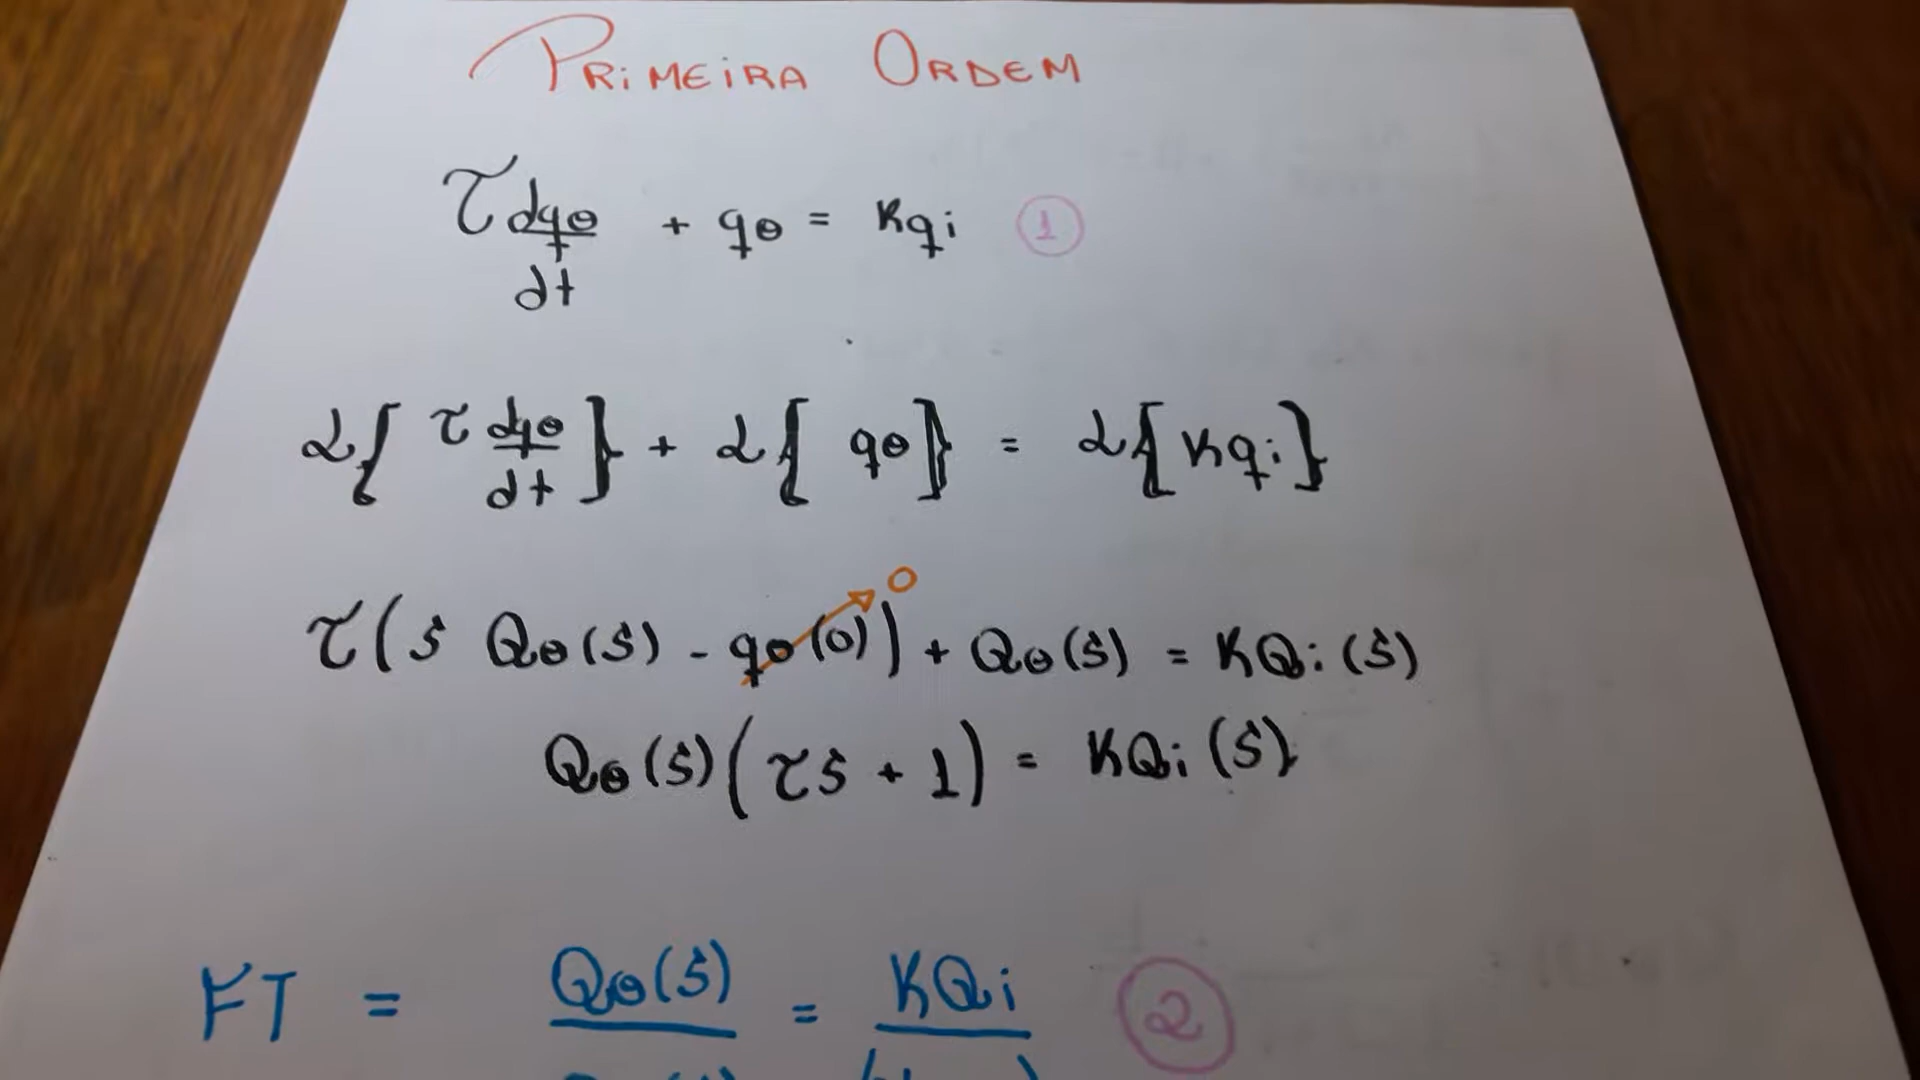 PRIMEIRA ORDEM
τ dqo/dt + qo = Kqi ①
ℒ{ τ dqo/dt } + ℒ{ qo } = ℒ{ Kqi }
τ(s Qo(s) - qo(0)) + Qo(s) = KQi(s)
0
Qo(s)(τs + 1) = KQi(s)
FT = Qo(s) = KQi ②